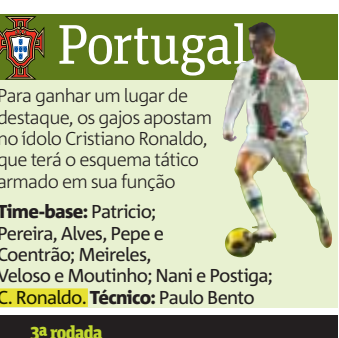 Portugal
Para ganhar um lugar de
destaque, os gajos apostam
no ídolo Cristiano Ronaldo,
que terá o esquema tático
armado em sua função
Time-base: Patricio;
Pereira, Alves, Pepe e
Coentrão; Meireles,
Veloso e Moutinho; Nani e Postiga;
C. Ronaldo. Técnico: Paulo Bento
3ª rodada